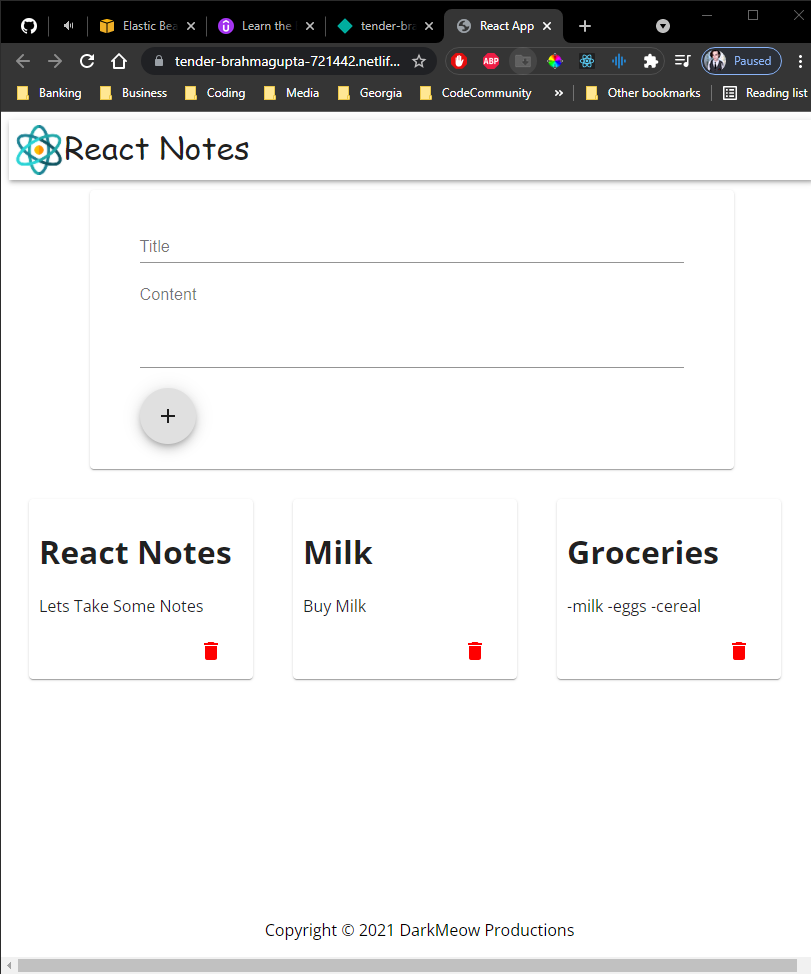 Elastic Bea
Learn the
tender-bra
React App
tender-brahmagupta-721442.netlif...
ABP
Paused
Banking
Business
Coding
Media
Georgia
CodeCommunity
»
Other bookmarks
Reading list
React Notes
Title
Content
+
React Notes
Lets Take Some Notes
Milk
Buy Milk
Groceries
-milk -eggs -cereal
Copyright © 2021 DarkMeow Productions